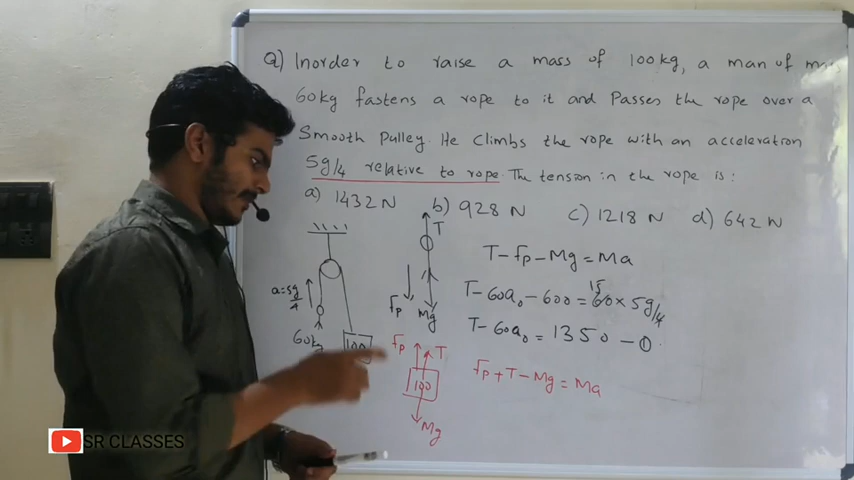 Q) Inorder to raise a mass of 100kg, a man of m
60kg fastens a rope to it and Passes the rope over a
Smooth Pulley. He climbs the rope with an acceleration
5g/4 relative to rope. The tension in the rope is:
a) 1432 N b) 928 N c) 1218 N d) 642 N
T
T - fp - Mg = Ma
a=5g/4
fp Mg
T - 60a₀ - 600 = 60 × 5g/4
15
60kg
100
T - 60a₀ = 1350 - ①
fp T
100
Mg
fp + T - Mg = Ma
SR CLASSES